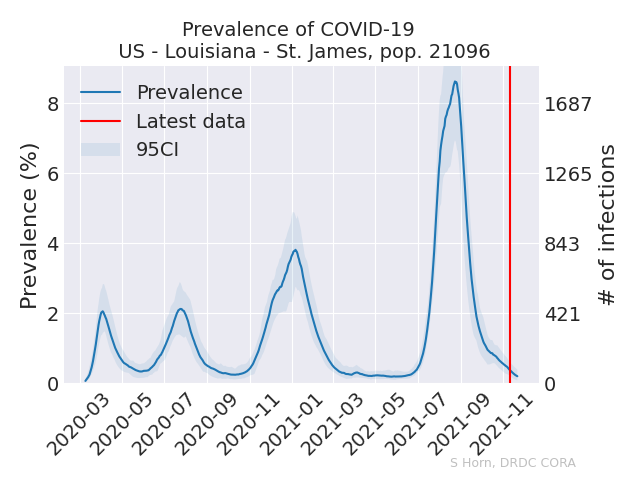 Prevalence of COVID-19
US - Louisiana - St. James, pop. 21096
Prevalence
Latest data
95CI
Prevalence (%)
8
6
4
2
0
1687
1265
843
421
0
# of infections
2020-03
2020-05
2020-07
2020-09
2020-11
2021-01
2021-03
2021-05
2021-07
2021-09
2021-11
S Horn, DRDC CORA